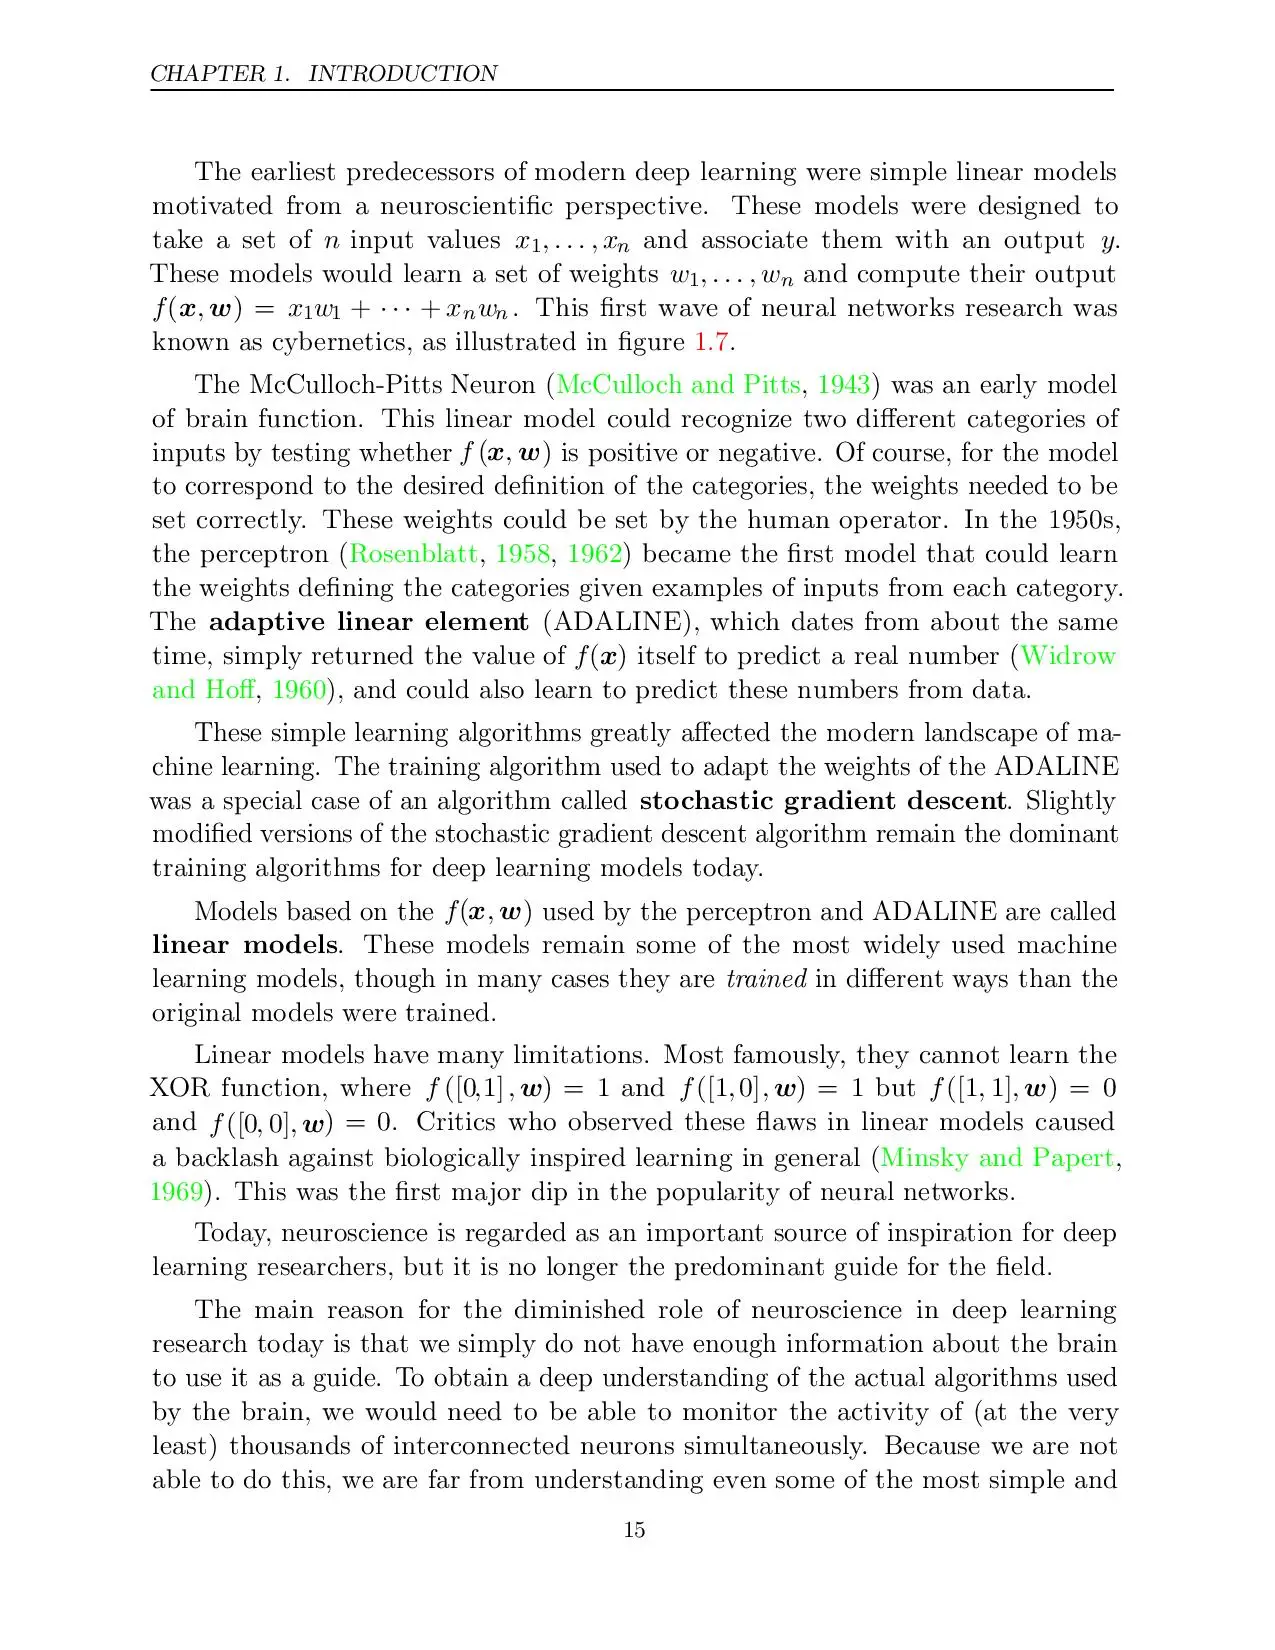 CHAPTER 1. INTRODUCTION
The earliest predecessors of modern deep learning were simple linear models
motivated from a neuroscientific perspective. These models were designed to
take a set of n input values x₁, . . . , xₙ and associate them with an output y.
These models would learn a set of weights w₁, . . . , wₙ and compute their output
f(x, w) = x₁w₁ + · · · + xₙwₙ. This first wave of neural networks research was
known as cybernetics, as illustrated in figure 1.7.
The McCulloch-Pitts Neuron (McCulloch and Pitts, 1943) was an early model
of brain function. This linear model could recognize two different categories of
inputs by testing whether f (x, w) is positive or negative. Of course, for the model
to correspond to the desired definition of the categories, the weights needed to be
set correctly. These weights could be set by the human operator. In the 1950s,
the perceptron (Rosenblatt, 1958, 1962) became the first model that could learn
the weights defining the categories given examples of inputs from each category.
The adaptive linear element (ADALINE), which dates from about the same
time, simply returned the value of f(x) itself to predict a real number (Widrow
and Hoff, 1960), and could also learn to predict these numbers from data.
These simple learning algorithms greatly affected the modern landscape of ma-
chine learning. The training algorithm used to adapt the weights of the ADALINE
was a special case of an algorithm called stochastic gradient descent. Slightly
modified versions of the stochastic gradient descent algorithm remain the dominant
training algorithms for deep learning models today.
Models based on the f(x, w) used by the perceptron and ADALINE are called
linear models. These models remain some of the most widely used machine
learning models, though in many cases they are trained in different ways than the
original models were trained.
Linear models have many limitations. Most famously, they cannot learn the
XOR function, where f ([0,1] , w) = 1 and f ([1, 0], w) = 1 but f ([1, 1], w) = 0
and f ([0, 0], w) = 0. Critics who observed these flaws in linear models caused
a backlash against biologically inspired learning in general (Minsky and Papert,
1969). This was the first major dip in the popularity of neural networks.
Today, neuroscience is regarded as an important source of inspiration for deep
learning researchers, but it is no longer the predominant guide for the field.
The main reason for the diminished role of neuroscience in deep learning
research today is that we simply do not have enough information about the brain
to use it as a guide. To obtain a deep understanding of the actual algorithms used
by the brain, we would need to be able to monitor the activity of (at the very
least) thousands of interconnected neurons simultaneously. Because we are not
able to do this, we are far from understanding even some of the most simple and
15